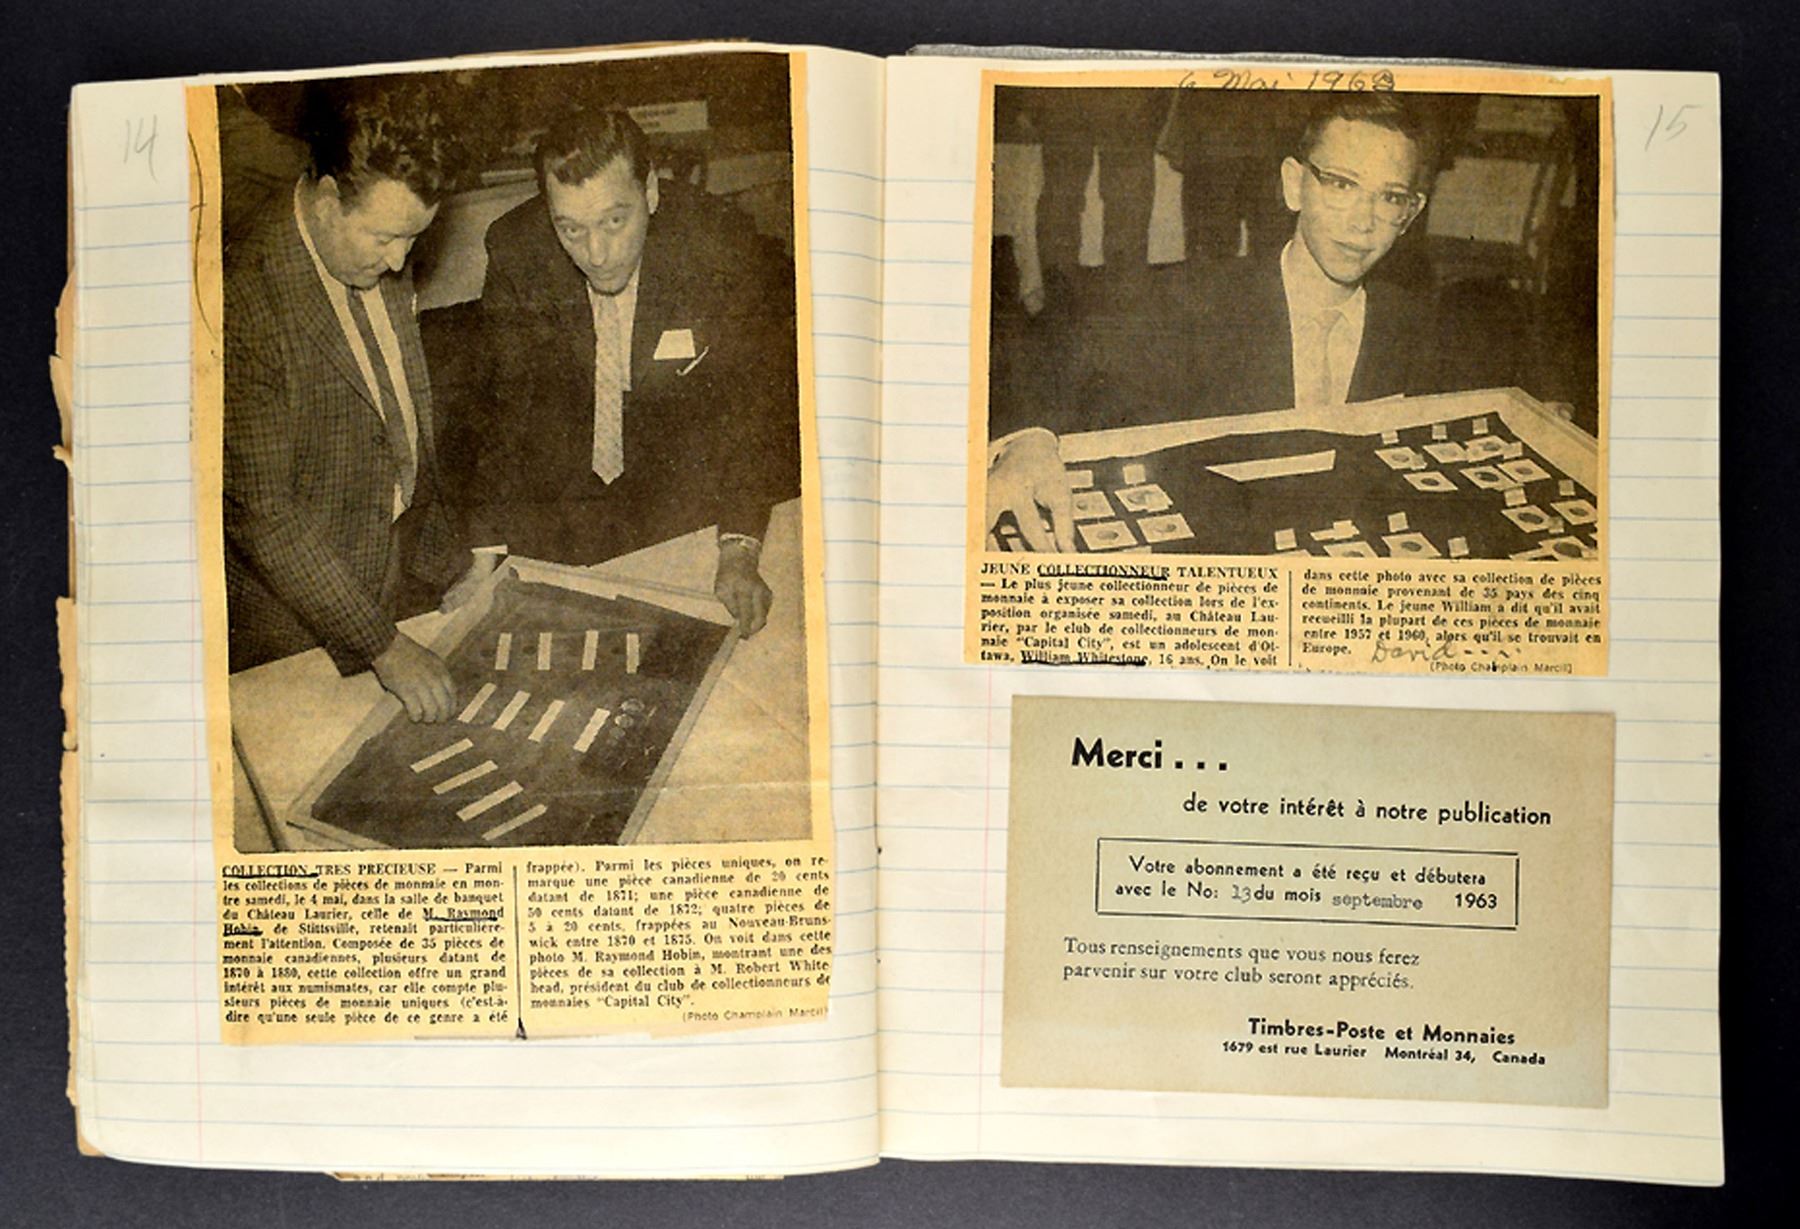 14
COLLECTION TRES PRECIEUSE — Parmi
les collections de pièces de monnaie en mon-
tre samedi, le 4 mai, dans la salle de banquet
du Château Laurier, celle de M. Raymond
Hobin, de Stittsville, retenait particulière-
ment l'attention. Composée de 35 pièces de
monnaie canadiennes, plusieurs datant de
1870 à 1880, cette collection offre un grand
intérêt aux numismates, car elle compte plu-
sieurs pièces de monnaie uniques (c'est-à-
dire qu'une seule pièce de ce genre a été
frappée). Parmi les pièces uniques, on re-
marque une pièce canadienne de 20 cents
datant de 1871; une pièce canadienne de
50 cents datant de 1872; quatre pièces de
5 à 20 cents, frappées au Nouveau-Bruns-
wick entre 1870 et 1875. On voit dans cette
photo M. Raymond Hobin, montrant une des
pièces de sa collection à M. Robert White-
head, président du club de collectionneurs de
monnaies "Capital City".
(Photo Champlain Marcil)
6 Mai 1963
15
JEUNE COLLECTIONNEUR TALENTUEUX
— Le plus jeune collectionneur de pièces de
monnaie à exposer sa collection lors de l'ex-
position organisée samedi, au Château Lau-
rier, par le club de collectionneurs de mon-
naie "Capital City", est un adolescent d'Ot-
tawa, William Whitestone, 16 ans. On le voit
dans cette photo avec sa collection de pièces
de monnaie provenant de 35 pays des cinq
continents. Le jeune William a dit qu'il avait
recueilli la plupart de ces pièces de monnaie
entre 1957 et 1960, alors qu'il se trouvait en
Europe. David ....
(Photo Champlain Marcil)
Merci . . .
de votre intérêt à notre publication
Votre abonnement a été reçu et débutera
avec le No: 23 du mois septembre 1963
Tous renseignements que vous nous ferez
parvenir sur votre club seront appréciés.
Timbres-Poste et Monnaies
1679 est rue Laurier Montréal 34, Canada